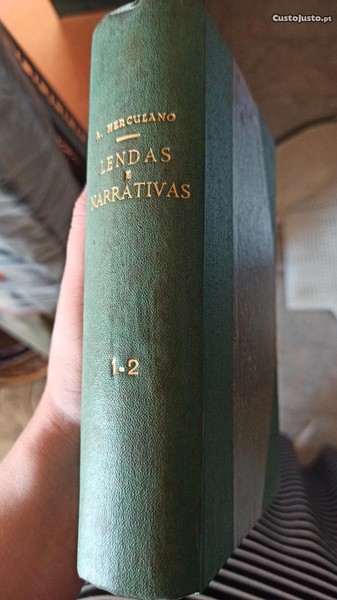 CustoJusto.pt
A. HERCULANO
LENDAS
E
NARRATIVAS
1-2